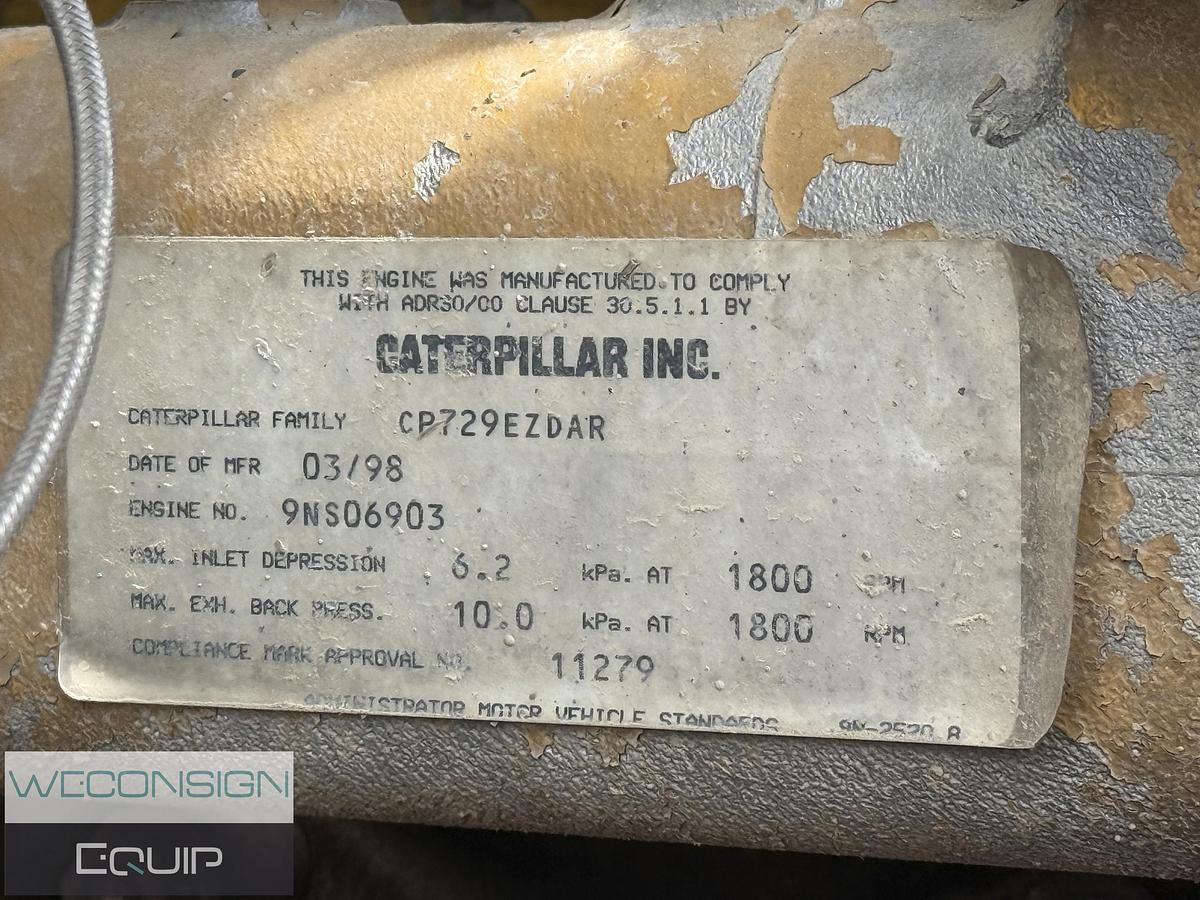 THIS ENGINE WAS MANUFACTURED TO COMPLY
WITH ADR30/00 CLAUSE 30.5.1.1 BY
CATERPILLAR INC.
CATERPILLAR FAMILY CP729EZDAR
DATE OF MFR 03/98
ENGINE NO. 9NS06903
MAX. INLET DEPRESSION 6.2 kPa. AT 1800 RPM
MAX. EXH. BACK PRESS. 10.0 kPa. AT 1800 RPM
COMPLIANCE MARK APPROVAL NO. 11279
ADMINISTRATOR MOTOR VEHICLE STANDARDS
WECONSIGN
EQUIP